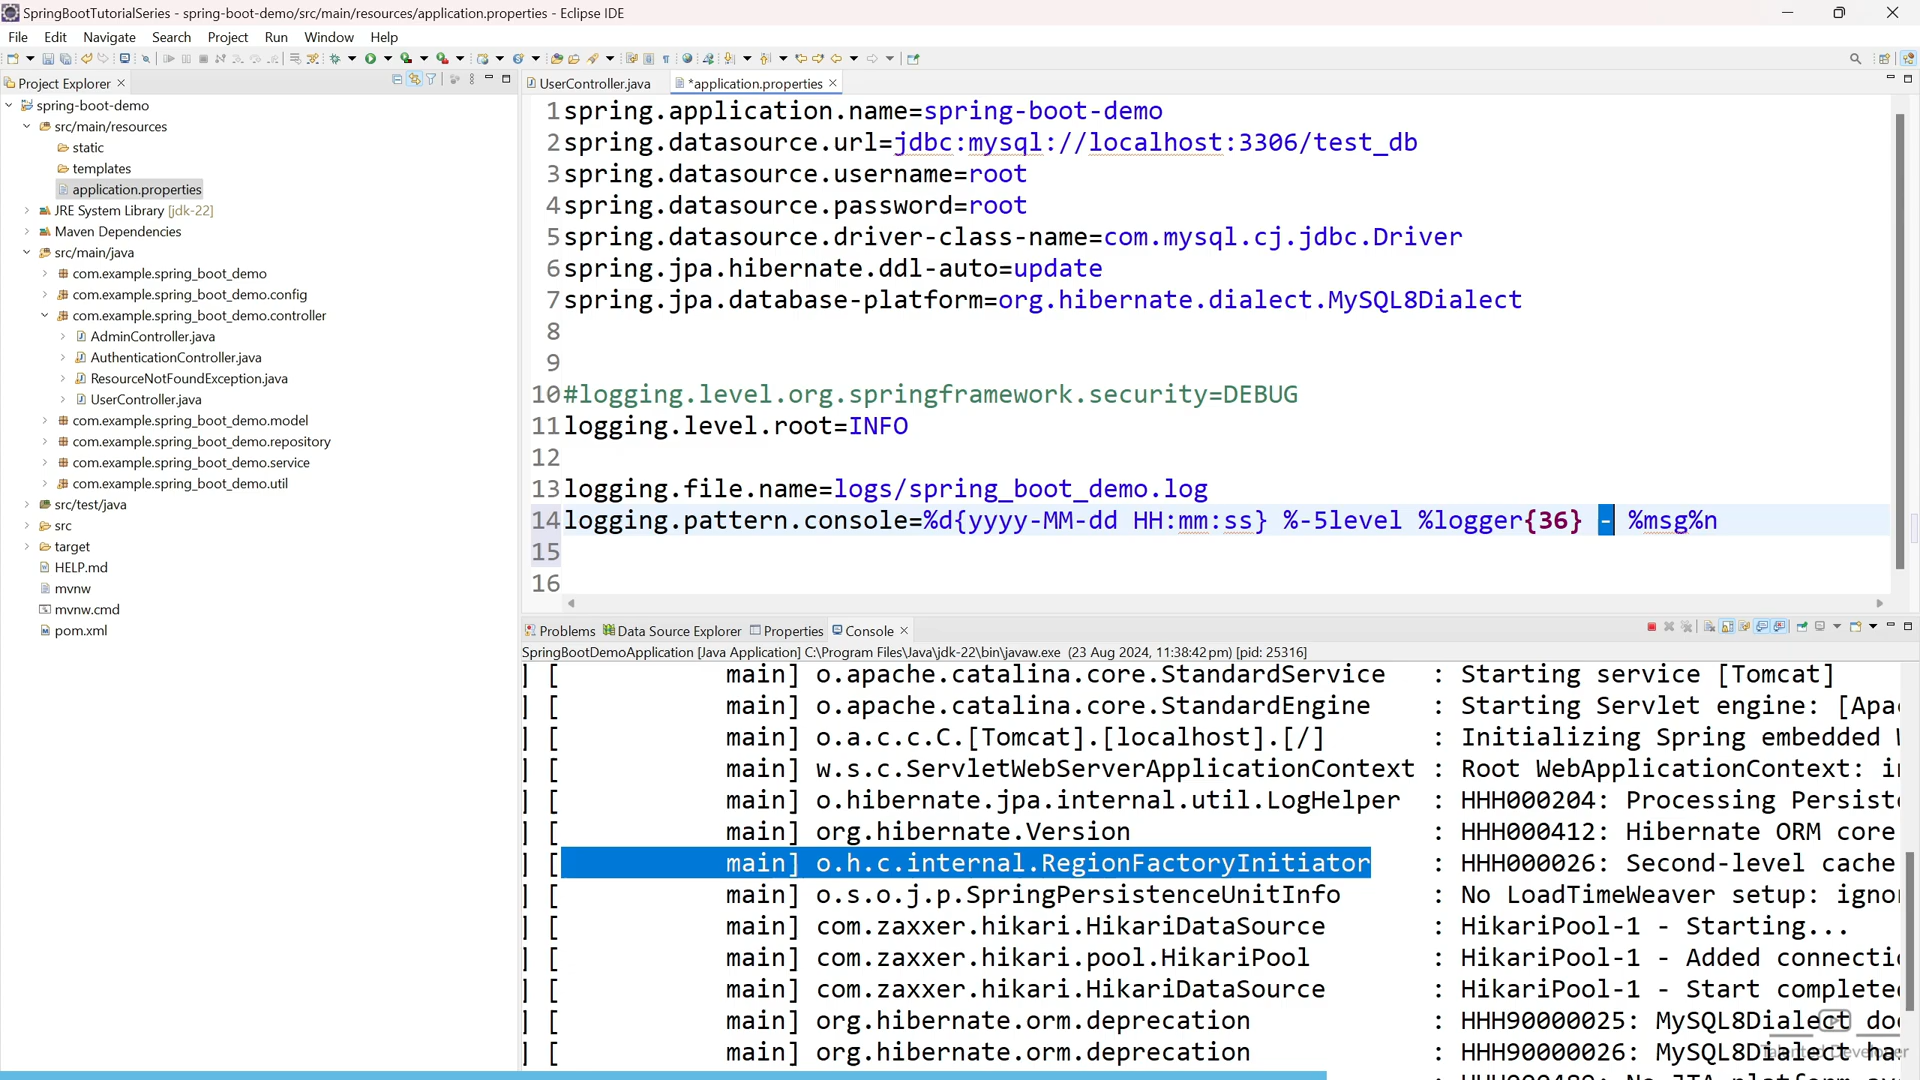 SpringBootTutorialSeries - spring-boot-demo/src/main/resources/application.properties - Eclipse IDE
File Edit Navigate Search Project Run Window Help
Project Explorer
spring-boot-demo
src/main/resources
static
templates
application.properties
JRE System Library [jdk-22]
Maven Dependencies
src/main/java
com.example.spring_boot_demo
com.example.spring_boot_demo.config
com.example.spring_boot_demo.controller
AdminController.java
AuthenticationController.java
ResourceNotFoundException.java
UserController.java
com.example.spring_boot_demo.model
com.example.spring_boot_demo.repository
com.example.spring_boot_demo.service
com.example.spring_boot_demo.util
src/test/java
src
target
HELP.md
mvnw
mvnw.cmd
pom.xml
UserController.java *application.properties
1 spring.application.name=spring-boot-demo
2 spring.datasource.url=jdbc:mysql://localhost:3306/test_db
3 spring.datasource.username=root
4 spring.datasource.password=root
5 spring.datasource.driver-class-name=com.mysql.cj.jdbc.Driver
6 spring.jpa.hibernate.ddl-auto=update
7 spring.jpa.database-platform=org.hibernate.dialect.MySQL8Dialect
8
9
10 #logging.level.org.springframework.security=DEBUG
11 logging.level.root=INFO
12
13 logging.file.name=logs/spring_boot_demo.log
14 logging.pattern.console=%d{yyyy-MM-dd HH:mm:ss} %-5level %logger{36} - %msg%n
15
16
Problems Data Source Explorer Properties Console
SpringBootDemoApplication [Java Application] C:\Program Files\Java\jdk-22\bin\javaw.exe (23 Aug 2024, 11:38:42 pm) [pid: 25316]
] [ main] o.apache.catalina.core.StandardService : Starting service [Tomcat]
] [ main] o.apache.catalina.core.StandardEngine : Starting Servlet engine: [Apa
] [ main] o.a.c.c.C.[Tomcat].[localhost].[/] : Initializing Spring embedded
] [ main] w.s.c.ServletWebServerApplicationContext : Root WebApplicationContext: i
] [ main] o.hibernate.jpa.internal.util.LogHelper : HHH000204: Processing Persist
] [ main] org.hibernate.Version : HHH000412: Hibernate ORM core
] [ main] o.h.c.internal.RegionFactoryInitiator : HHH000026: Second-level cache
] [ main] o.s.o.j.p.SpringPersistenceUnitInfo : No LoadTimeWeaver setup: igno
] [ main] com.zaxxer.hikari.HikariDataSource : HikariPool-1 - Starting...
] [ main] com.zaxxer.hikari.pool.HikariPool : HikariPool-1 - Added connecti
] [ main] com.zaxxer.hikari.HikariDataSource : HikariPool-1 - Start complete
] [ main] org.hibernate.orm.deprecation : HHH90000025: MySQL8Dialect do
] [ main] org.hibernate.orm.deprecation : HHH90000026: MySQL8Dialect ha
Talented Developer